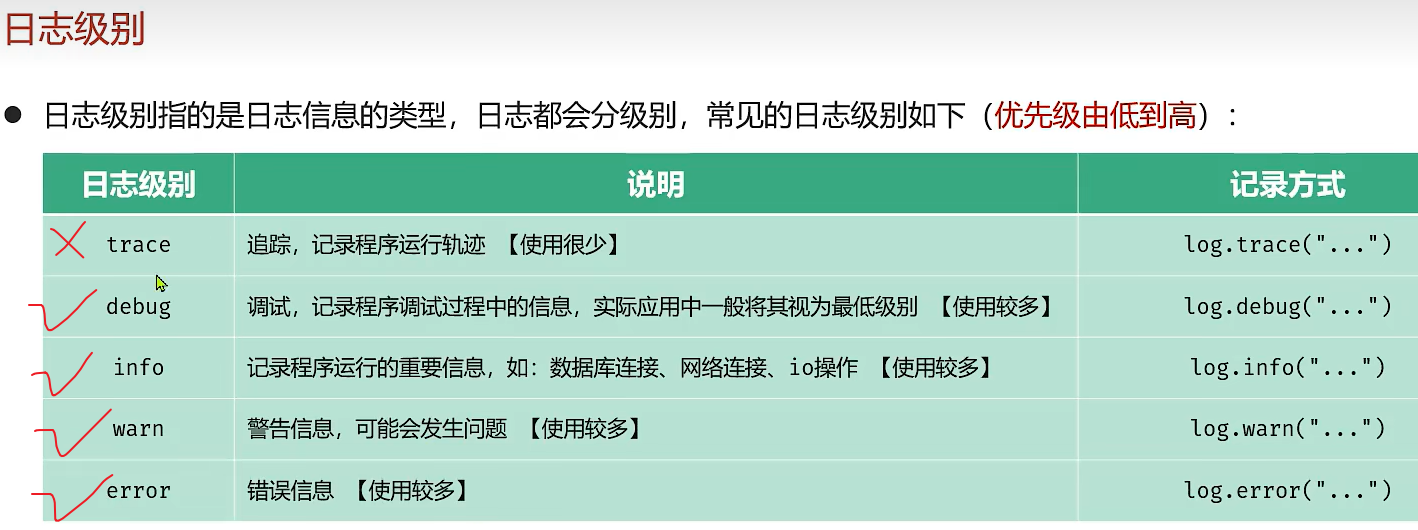 日志级别
● 日志级别指的是日志信息的类型，日志都会分级别，常见的日志级别如下（优先级由低到高）：
日志级别 说明 记录方式
trace 追踪，记录程序运行轨迹 【使用很少】 log.trace("...")
debug 调试，记录程序调试过程中的信息，实际应用中一般将其视为最低级别 【使用较多】 log.debug("...")
info 记录程序运行的重要信息，如：数据库连接、网络连接、io操作 【使用较多】 log.info("...")
warn 警告信息，可能会发生问题 【使用较多】 log.warn("...")
error 错误信息 【使用较多】 log.error("...")